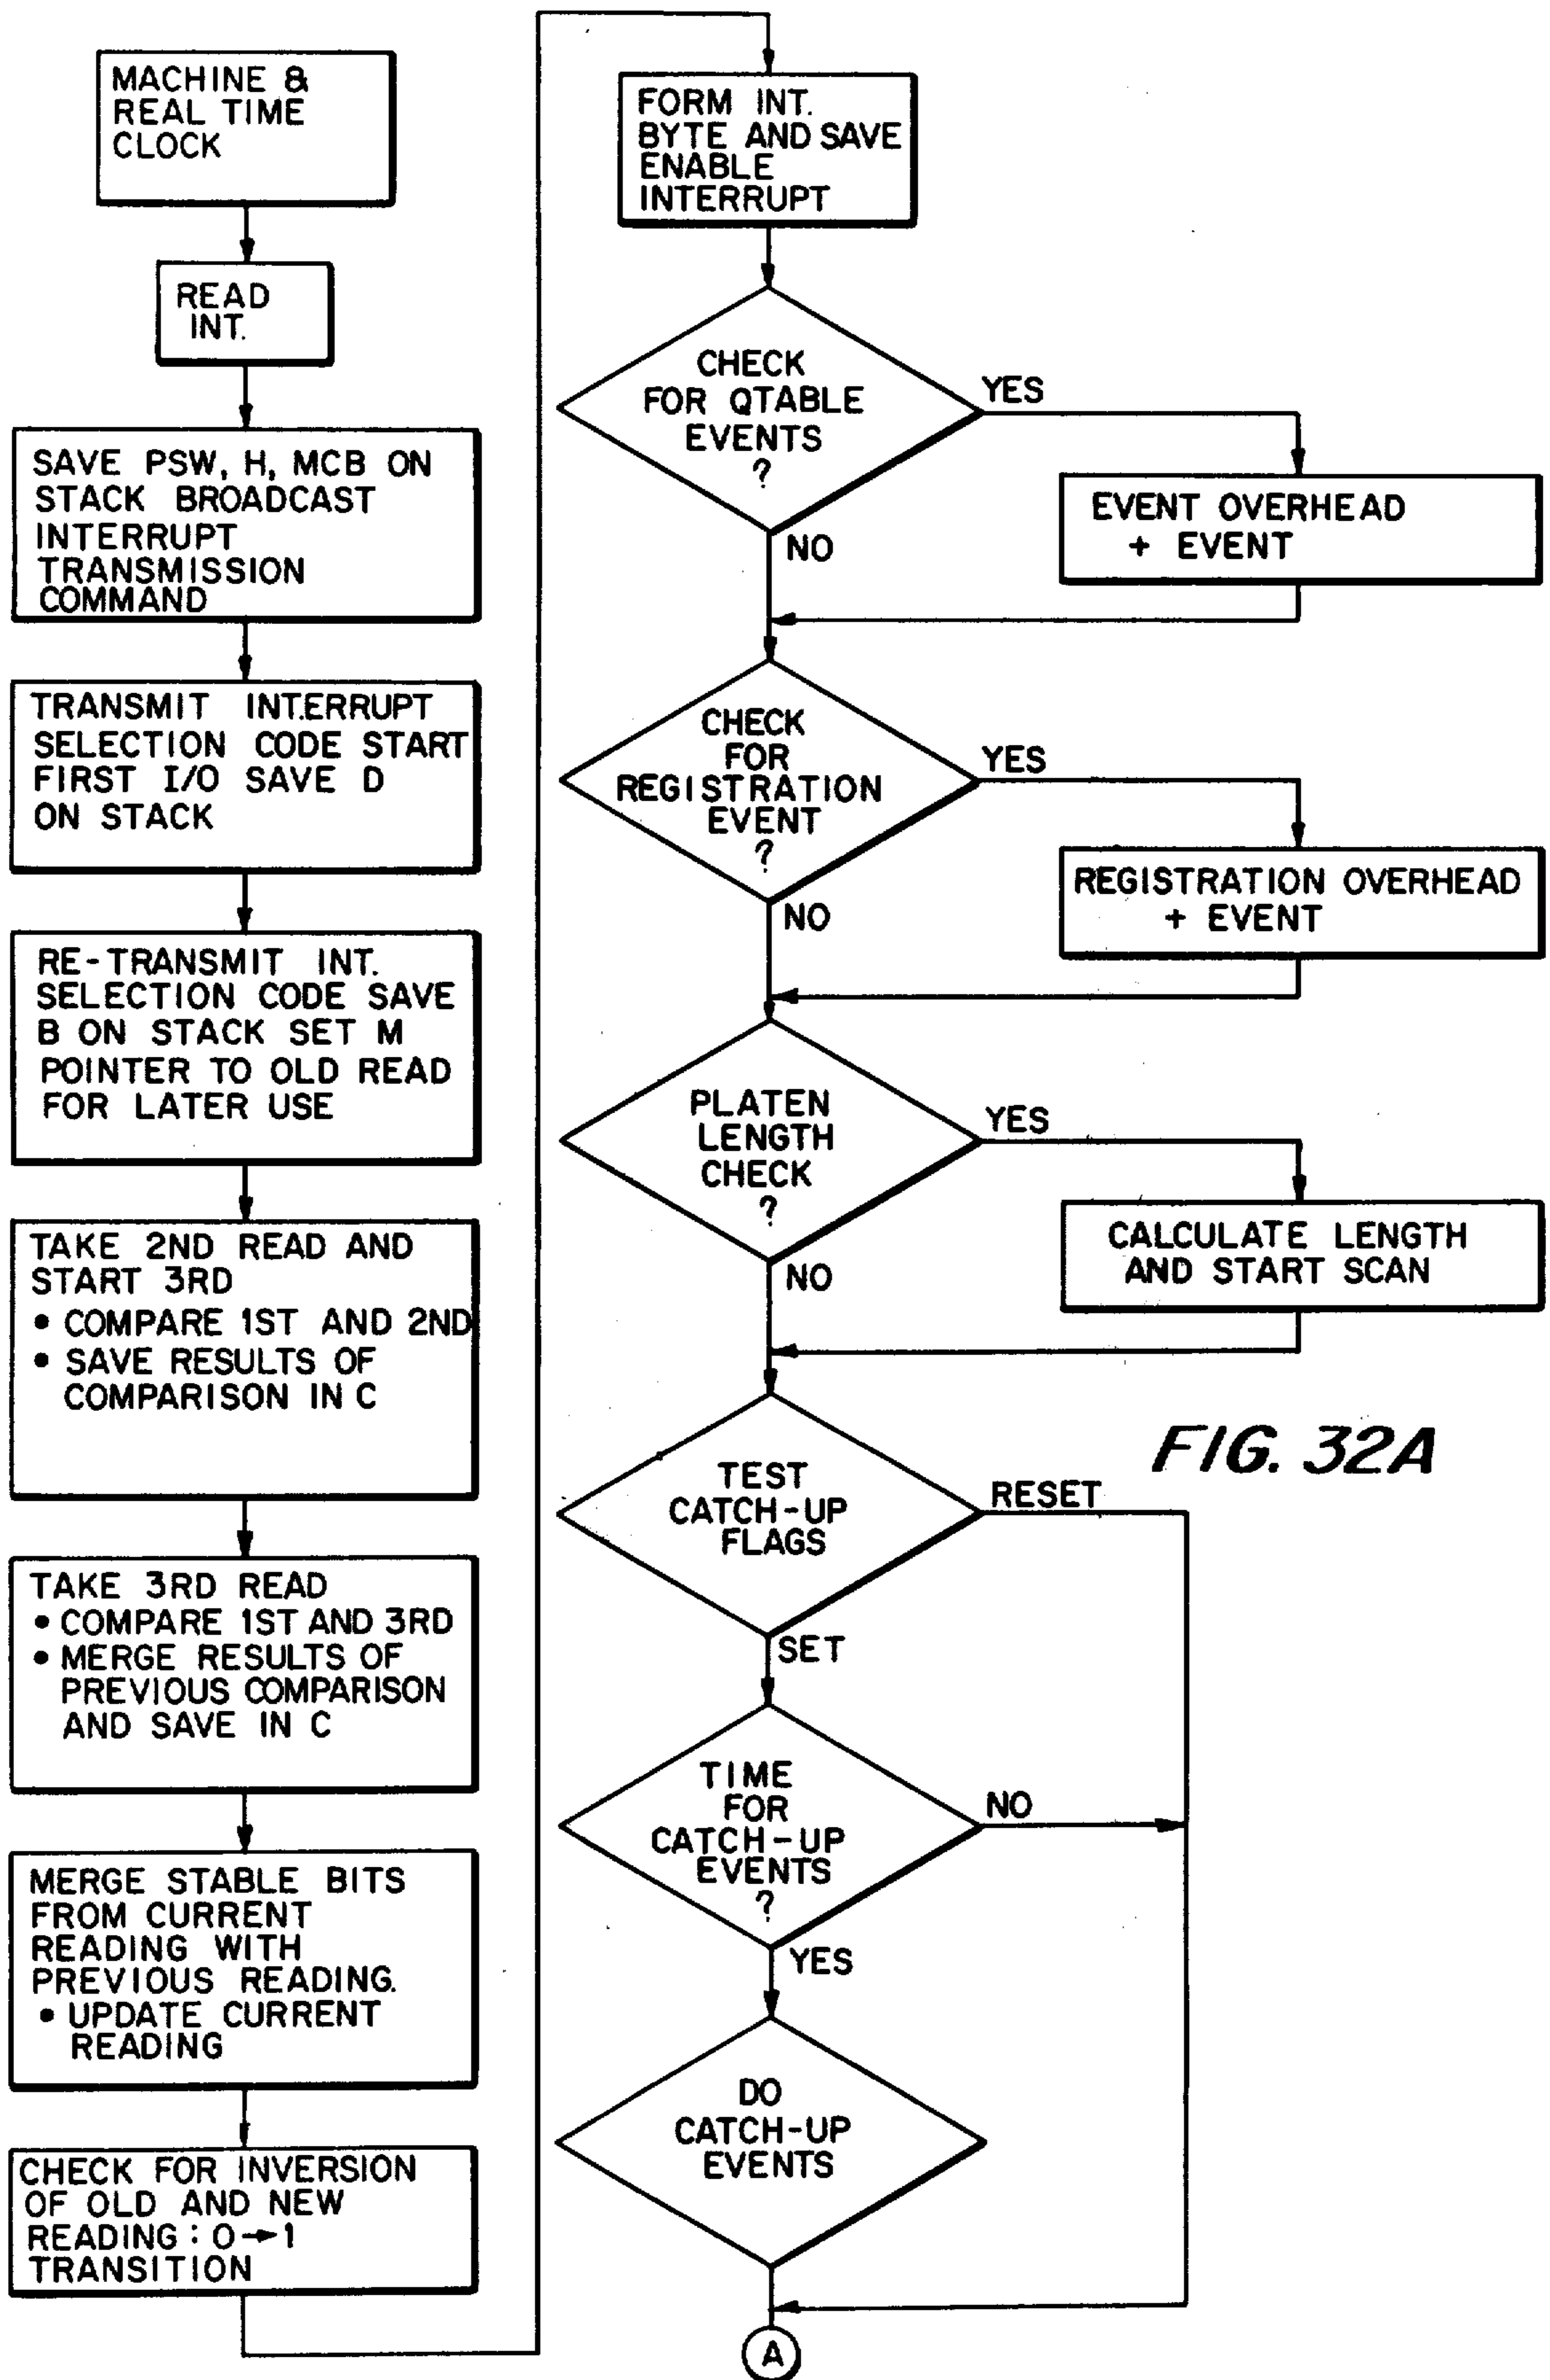 MACHINE &
REAL TIME
CLOCK
READ
INT.
SAVE PSW, H, MCB ON
STACK BROADCAST
INTERRUPT
TRANSMISSION
COMMAND
TRANSMIT INT.ERRUPT
SELECTION CODE START
FIRST I/O SAVE D
ON STACK
RE-TRANSMIT INT.
SELECTION CODE SAVE
B ON STACK SET M
POINTER TO OLD READ
FOR LATER USE
TAKE 2ND READ AND
START 3RD
• COMPARE 1ST AND 2ND
• SAVE RESULTS OF
COMPARISON IN C
TAKE 3RD READ
• COMPARE 1ST AND 3RD
• MERGE RESULTS OF
PREVIOUS COMPARISON
AND SAVE IN C
MERGE STABLE BITS
FROM CURRENT
READING WITH
PREVIOUS READING.
• UPDATE CURRENT
READING
CHECK FOR INVERSION
OF OLD AND NEW
READING : 0→1
TRANSITION
FORM INT.
BYTE AND SAVE
ENABLE
INTERRUPT
CHECK
FOR QTABLE
EVENTS
?
YES
NO
EVENT OVERHEAD
+ EVENT
CHECK
FOR
REGISTRATION
EVENT
?
YES
NO
REGISTRATION OVERHEAD
+ EVENT
PLATEN
LENGTH
CHECK
?
YES
NO
CALCULATE LENGTH
AND START SCAN
FIG. 32A
TEST
CATCH-UP
FLAGS
RESET
SET
TIME
FOR
CATCH-UP
EVENTS
?
NO
YES
DO
CATCH-UP
EVENTS
A